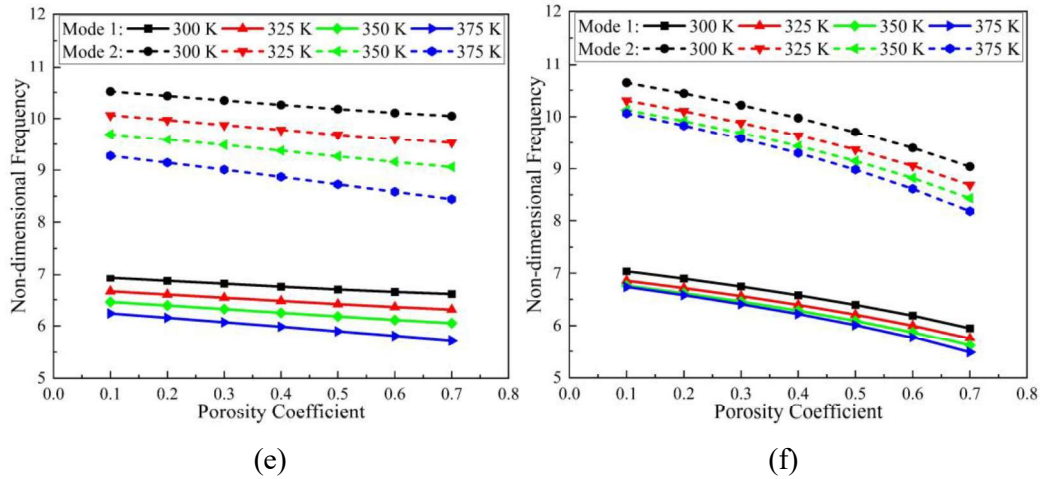 Mode 1: 300 K 325 K 350 K 375 K
Mode 2: 300 K 325 K 350 K 375 K
Non-dimensional Frequency
12
11
10
9
8
7
6
5
0.0 0.1 0.2 0.3 0.4 0.5 0.6 0.7 0.8
Porosity Coefficient
(e)
Mode 1: 300 K 325 K 350 K 375 K
Mode 2: 300 K 325 K 350 K 375 K
Non-dimensional Frequency
12
11
10
9
8
7
6
5
0.0 0.1 0.2 0.3 0.4 0.5 0.6 0.7 0.8
Porosity Coefficient
(f)